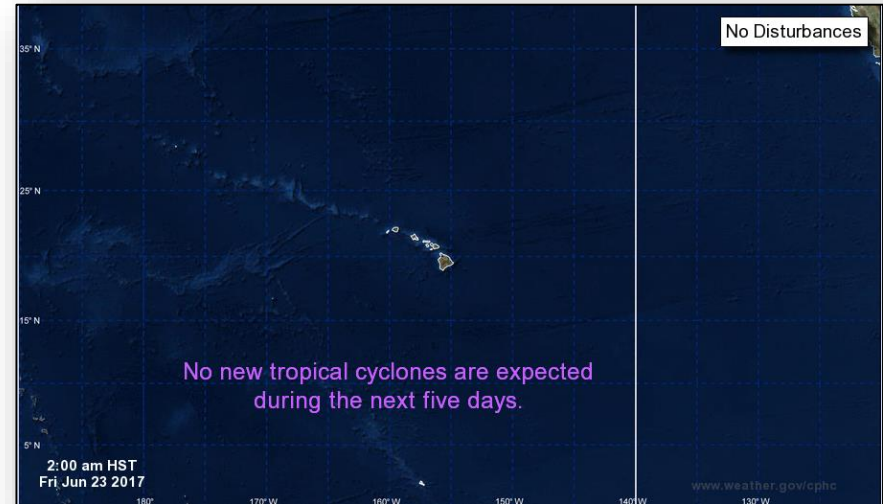 No Disturbances
35° N
25° N
15° N
No new tropical cyclones are expected
during the next five days.
5° N
2:00 am HST
Fri Jun 23 2017
www.weather.gov/cphc
180° 170° W 160° W 150° W 140° W 130° W